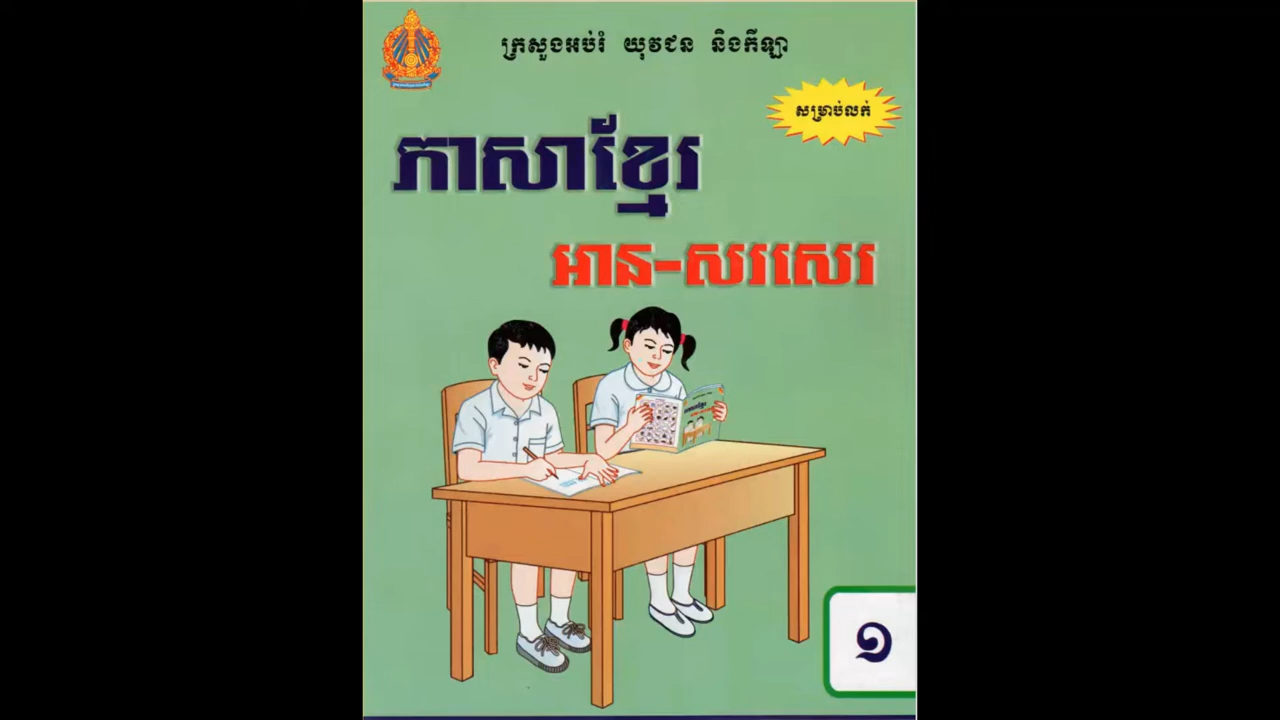 ក្រសួងអប់រំ យុវជន និងកីឡា
សម្រាប់លក់
ភាសាខ្មែរ
អាន-សរសេរ
១